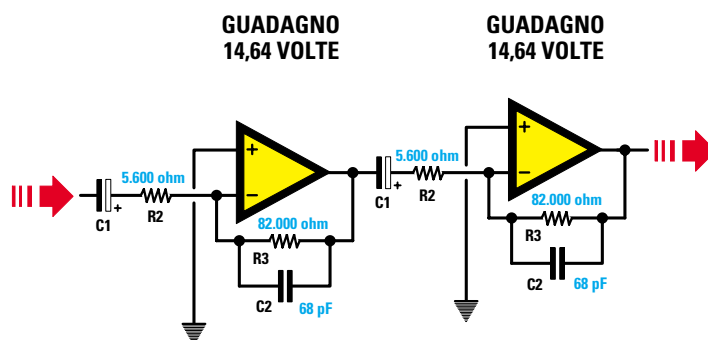 GUADAGNO
14,64 VOLTE
GUADAGNO
14,64 VOLTE
+
5.600 ohm
C1
+
R2
−
82.000 ohm
R3
C2
68 pF
+
5.600 ohm
C1
+
R2
−
82.000 ohm
R3
C2
68 pF